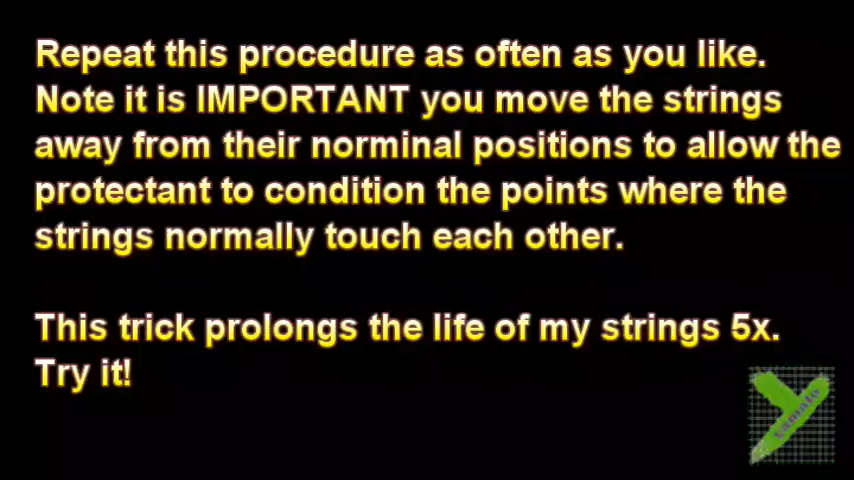 Repeat this procedure as often as you like.
Note it is IMPORTANT you move the strings
away from their norminal positions to allow the
protectant to condition the points where the
strings normally touch each other.
This trick prolongs the life of my strings 5x.
Try it!
Yamato